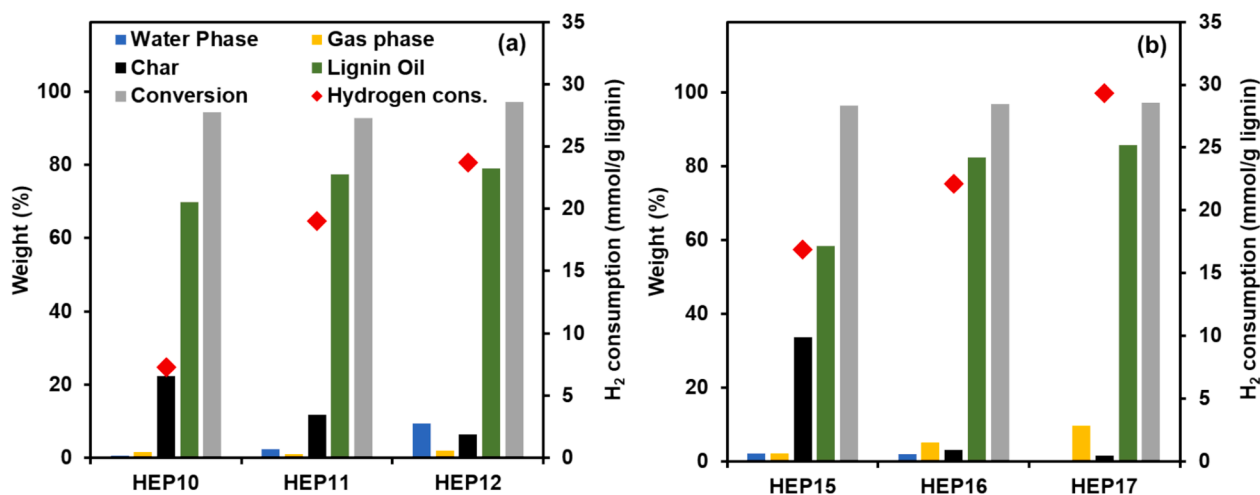 (a)
Water Phase
Gas phase
Char
Lignin Oil
Conversion
Hydrogen cons.
Weight (%)
100
80
60
40
20
0
35
30
25
20
15
10
5
0
H₂ consumption (mmol/g lignin)
HEP10 HEP11 HEP12
(b)
Weight (%)
100
80
60
40
20
0
35
30
25
20
15
10
5
0
H₂ consumption (mmol/g lignin)
HEP15 HEP16 HEP17